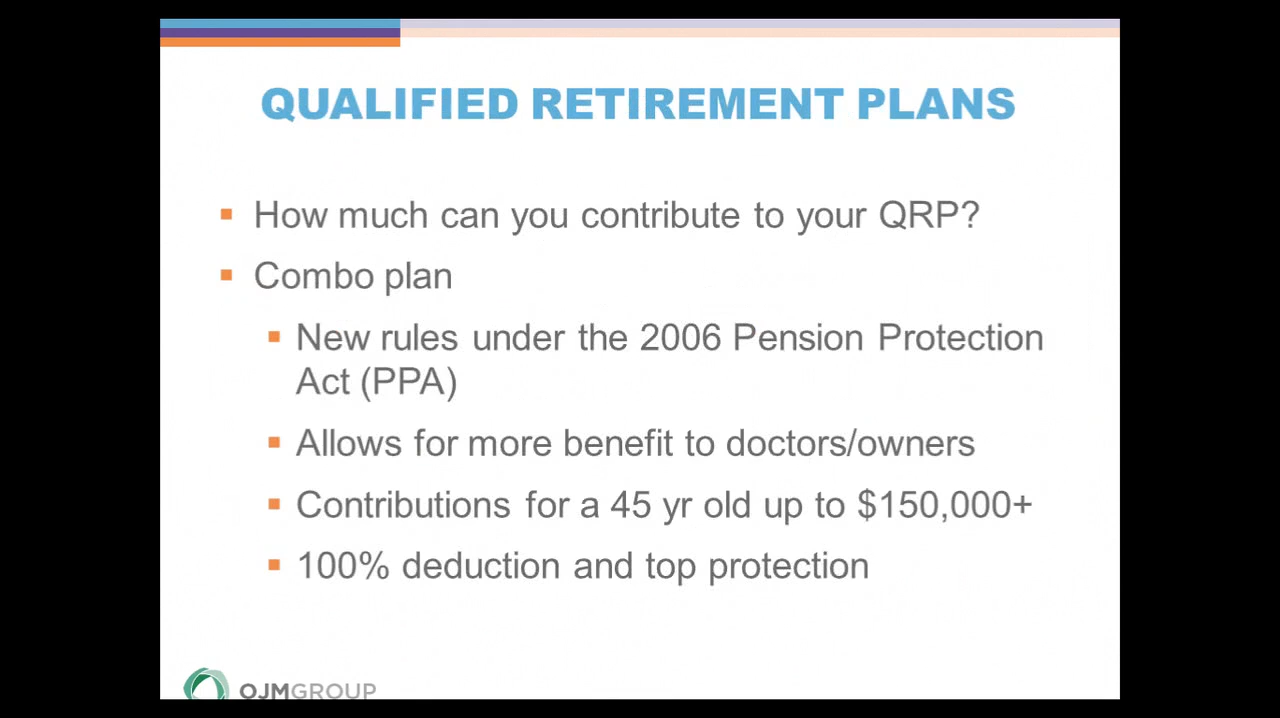 QUALIFIED RETIREMENT PLANS
How much can you contribute to your QRP?
Combo plan
New rules under the 2006 Pension Protection
Act (PPA)
Allows for more benefit to doctors/owners
Contributions for a 45 yr old up to $150,000+
100% deduction and top protection
OJMGROUP